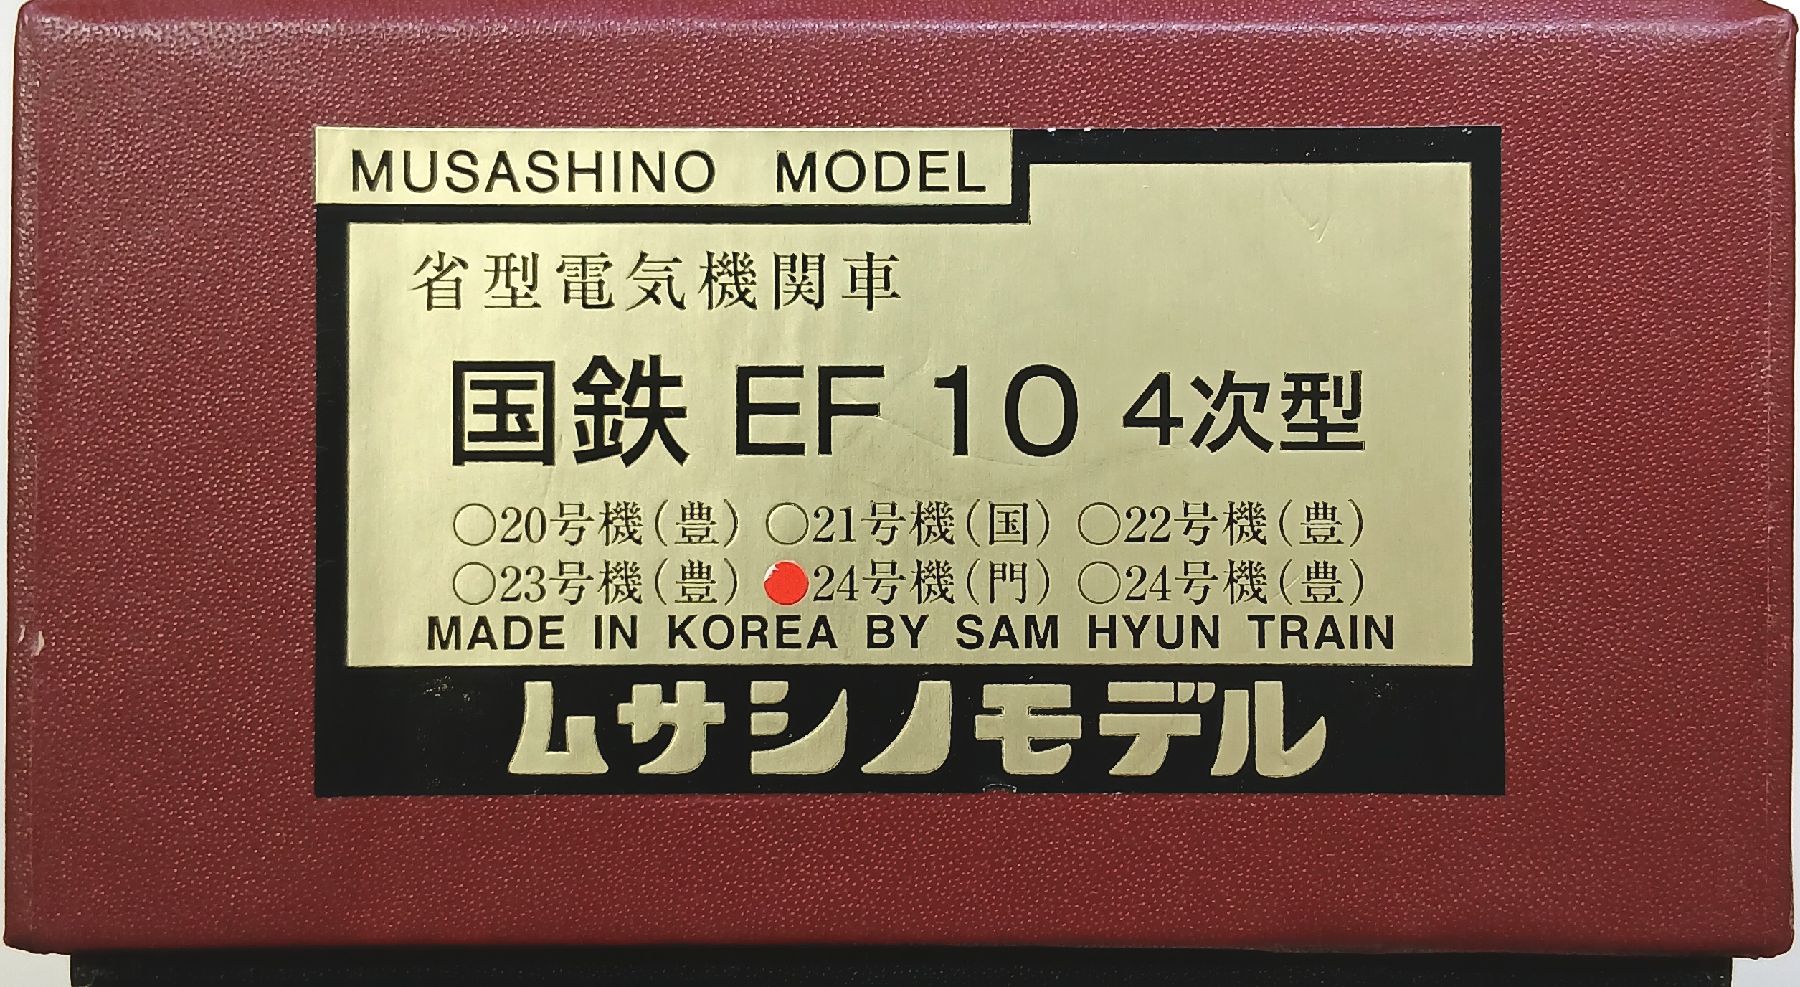 MUSASHINO MODEL
省型電気機関車
国鉄 EF 10 4次型
○20号機(豊) ○21号機(国) ○22号機(豊)
○23号機(豊) ●24号機(門) ○24号機(豊)
MADE IN KOREA BY SAM HYUN TRAIN
ムサシノモデル